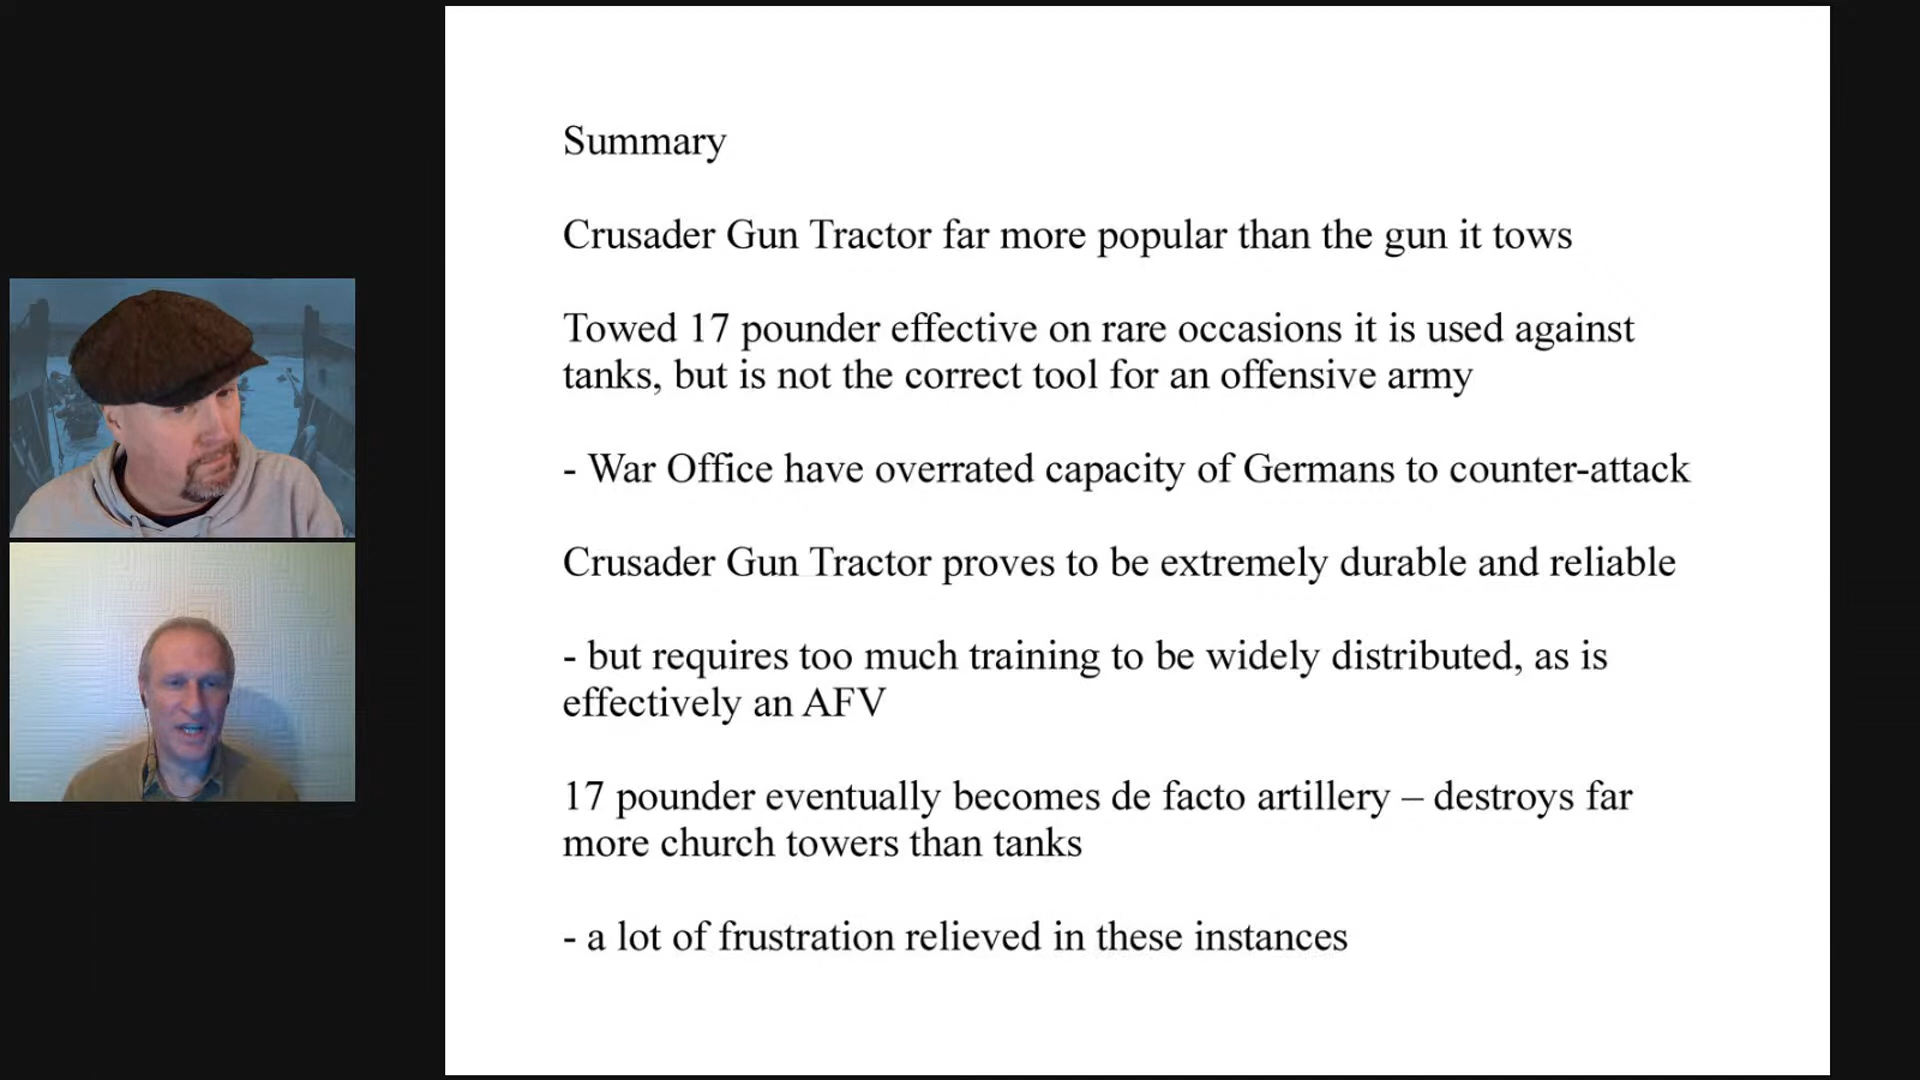 Summary
Crusader Gun Tractor far more popular than the gun it tows
Towed 17 pounder effective on rare occasions it is used against
tanks, but is not the correct tool for an offensive army
- War Office have overrated capacity of Germans to counter-attack
Crusader Gun Tractor proves to be extremely durable and reliable
- but requires too much training to be widely distributed, as is
effectively an AFV
17 pounder eventually becomes de facto artillery – destroys far
more church towers than tanks
- a lot of frustration relieved in these instances